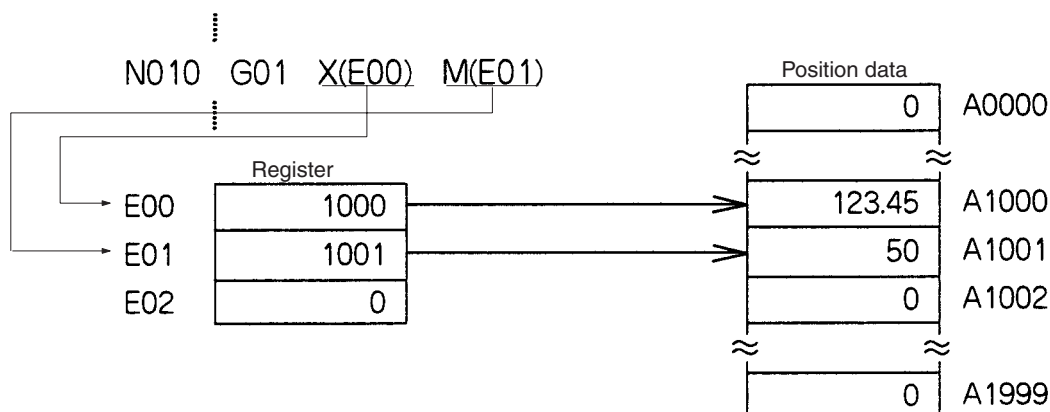 N010 G01 X(E00) M(E01)
Position data
0 A0000
Register
E00 1000 123.45 A1000
E01 1001 50 A1001
E02 0 0 A1002
0 A1999